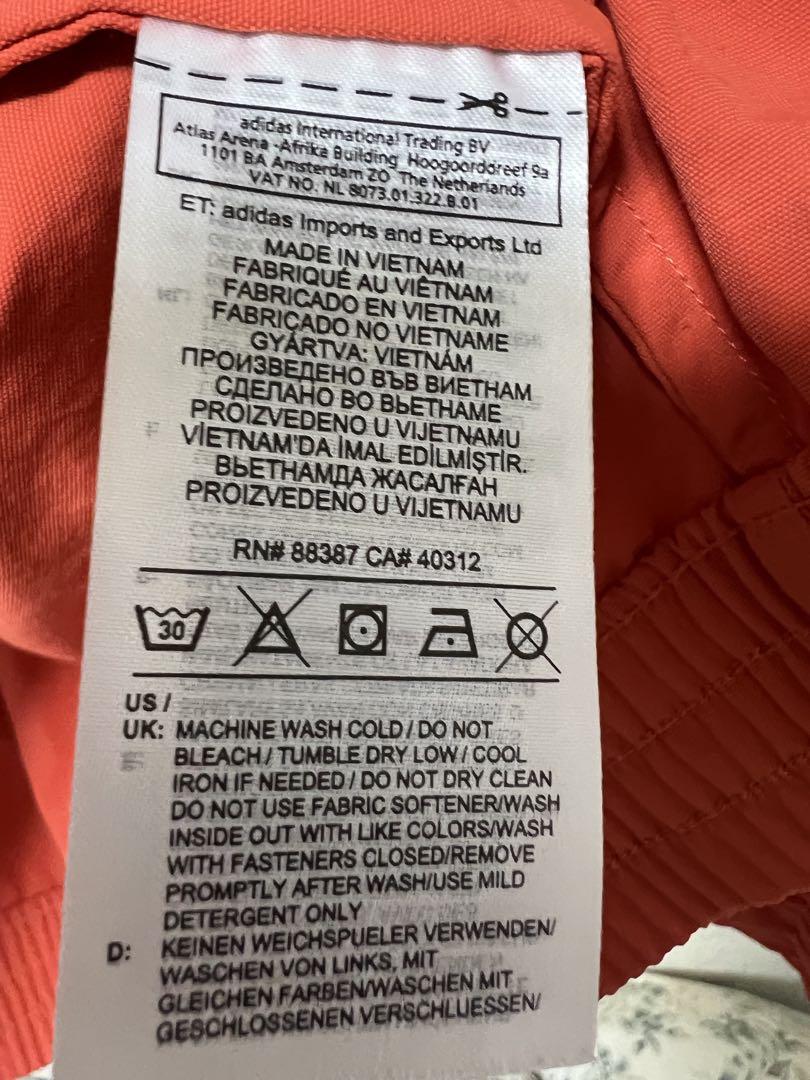 adidas International Trading BV
Atlas Arena -Afrika Building Hoogoorddreef 9a
1101 BA Amsterdam ZO The Netherlands
VAT NO. NL 8073.01.322.B.01
ET: adidas Imports and Exports Ltd
MADE IN VIETNAM
FABRIQUÉ AU VIÊTNAM
FABRICADO EN VIETNAM
FABRICADO NO VIETNAME
GYÁRTVA: VIETNÁM
ПРОИЗВЕДЕНО ВЪВ ВИЕТНАМ
СДЕЛАНО ВО ВЬЕТНАМЕ
PROIZVEDENO U VIJETNAMU
VİETNAM'DA İMAL EDİLMİŞTİR.
ВЬЕТНАМДА ЖАСАЛҒАН
PROIZVEDENO U VIJETNAMU
RN# 88387 CA# 40312
30
US /
UK: MACHINE WASH COLD / DO NOT
BLEACH / TUMBLE DRY LOW / COOL
IRON IF NEEDED / DO NOT DRY CLEAN
DO NOT USE FABRIC SOFTENER/WASH
INSIDE OUT WITH LIKE COLORS/WASH
WITH FASTENERS CLOSED/REMOVE
PROMPTLY AFTER WASH/USE MILD
DETERGENT ONLY
D: KEINEN WEICHSPUELER VERWENDEN/
WASCHEN VON LINKS, MIT
GLEICHEN FARBEN/WASCHEN MIT
GESCHLOSSENEN VERSCHLUESSEN/